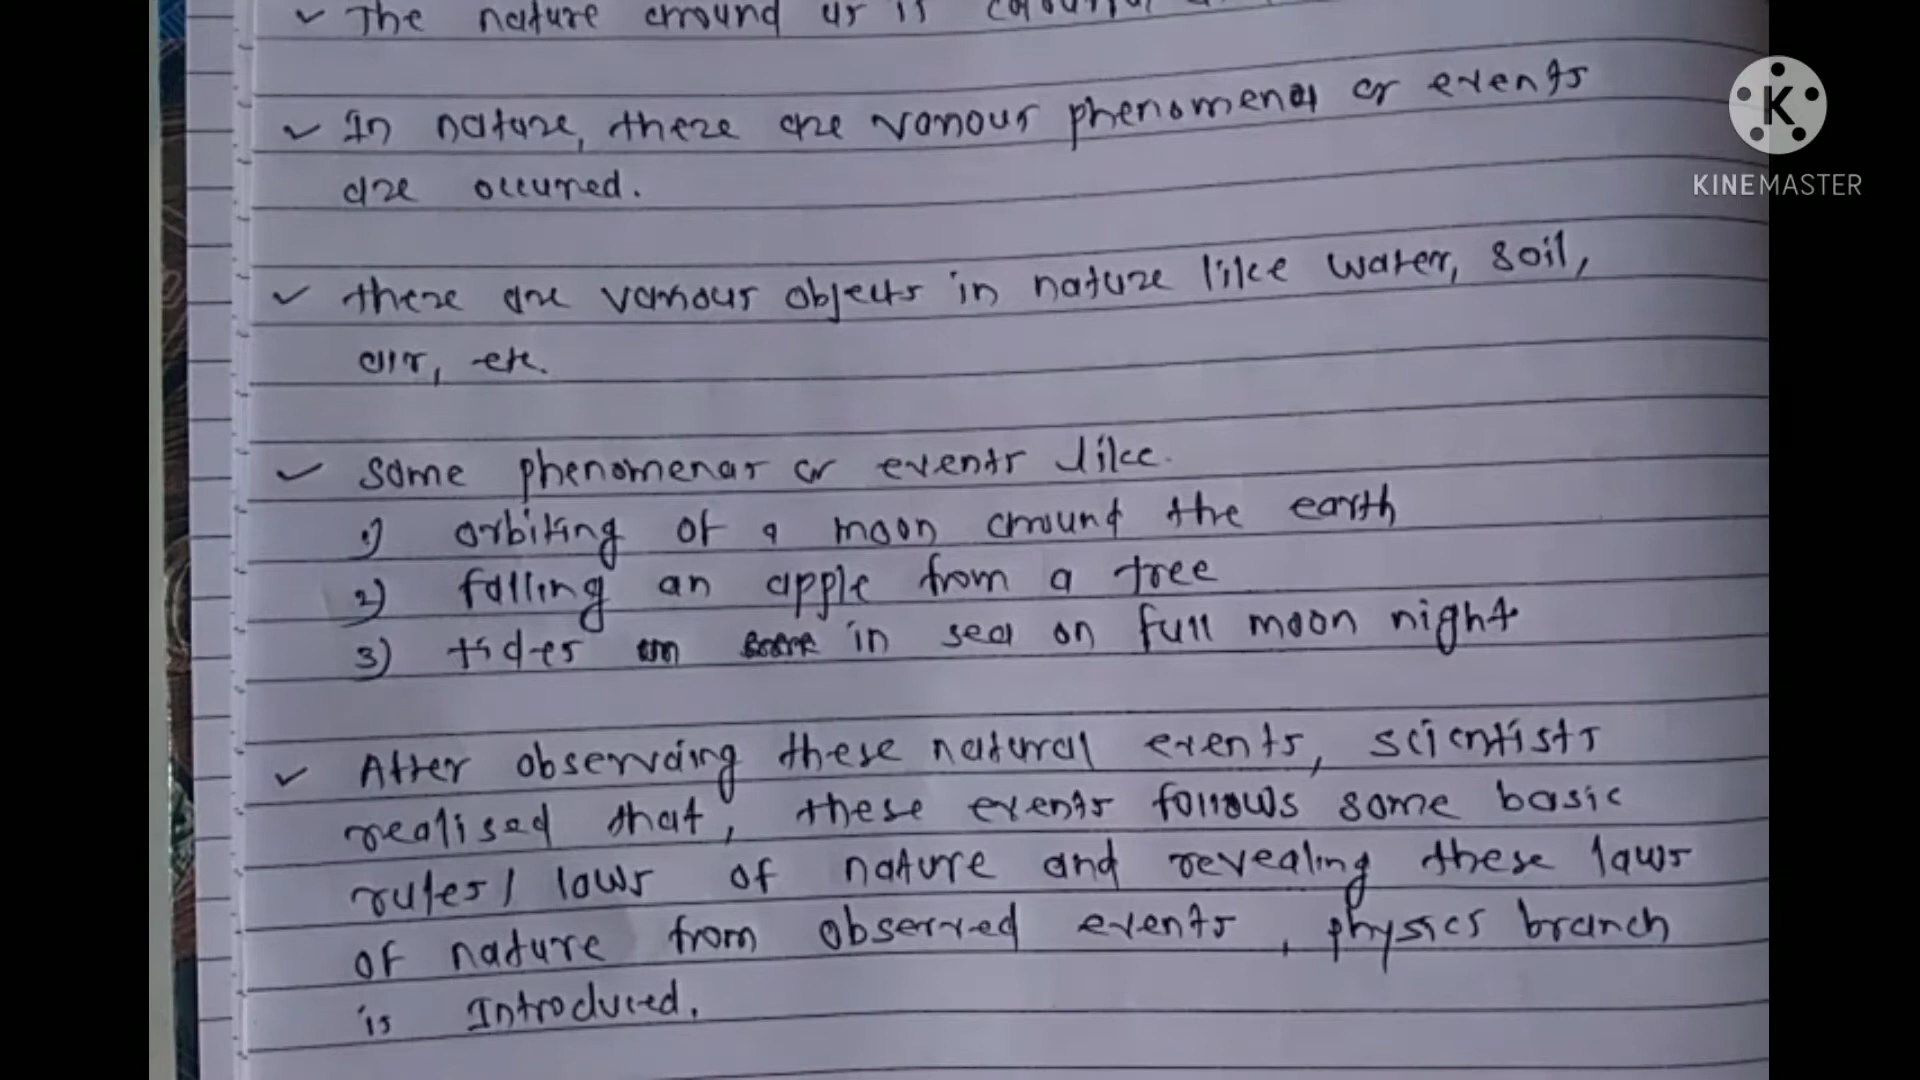 ✓ The nature around us is colourful
✓ In nature, there are various phenomena or events
are occurred.
✓ there are various objects in nature like water, soil,
air, etc.
✓ Some phenomenas or events like.
1) orbiting of a moon around the earth
2) falling an apple from a tree
3) tides in sea on full moon night
✓ After observing these natural events, scientists
realised that, these events follows some basic
rules/laws of nature and revealing these laws
of nature from observed events, physics branch
is Introduced.
K
KINEMASTER